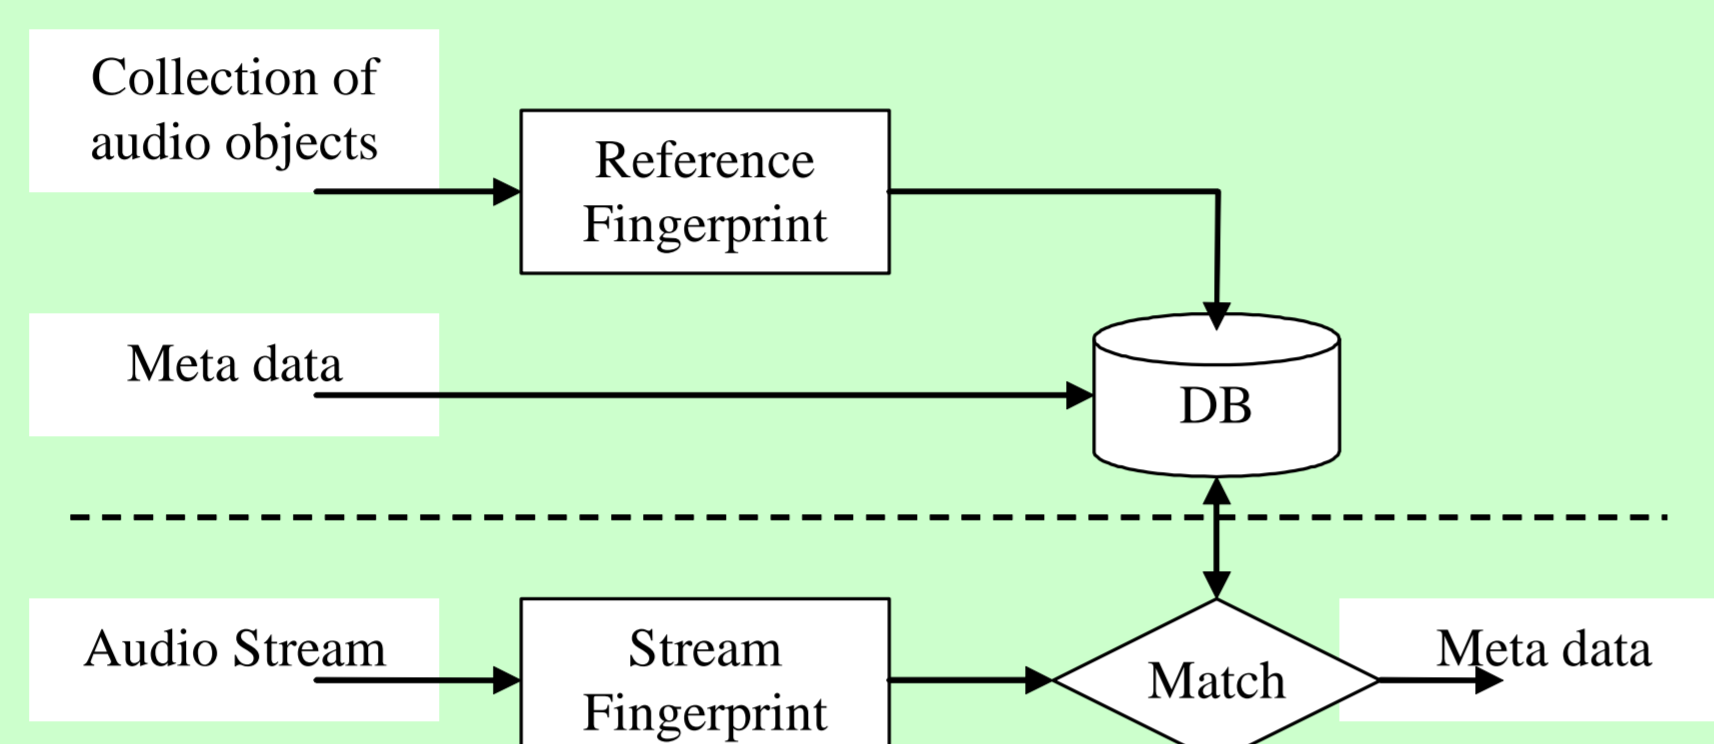 Collection of
audio objects
Reference
Fingerprint
Meta data
DB
Audio Stream
Stream
Fingerprint
Match
Meta data